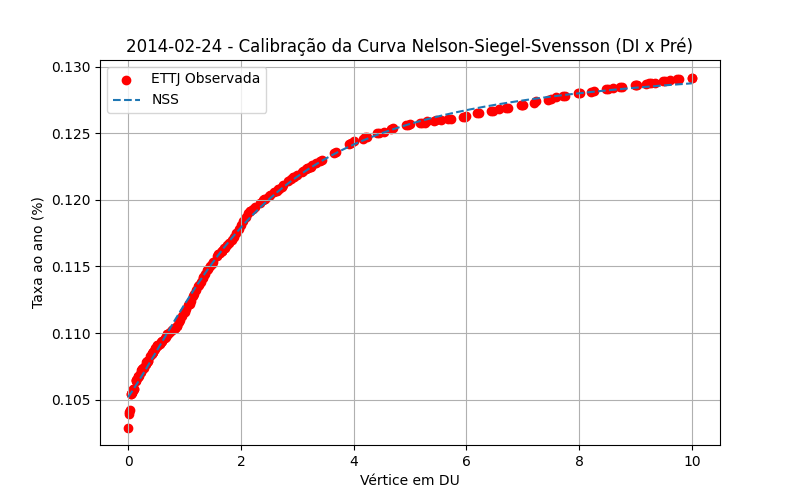 2014-02-24 - Calibração da Curva Nelson-Siegel-Svensson (DI x Pré)
ETTJ Observada
NSS
Taxa ao ano (%)
0.130
0.125
0.120
0.115
0.110
0.105
0 2 4 6 8 10
Vértice em DU